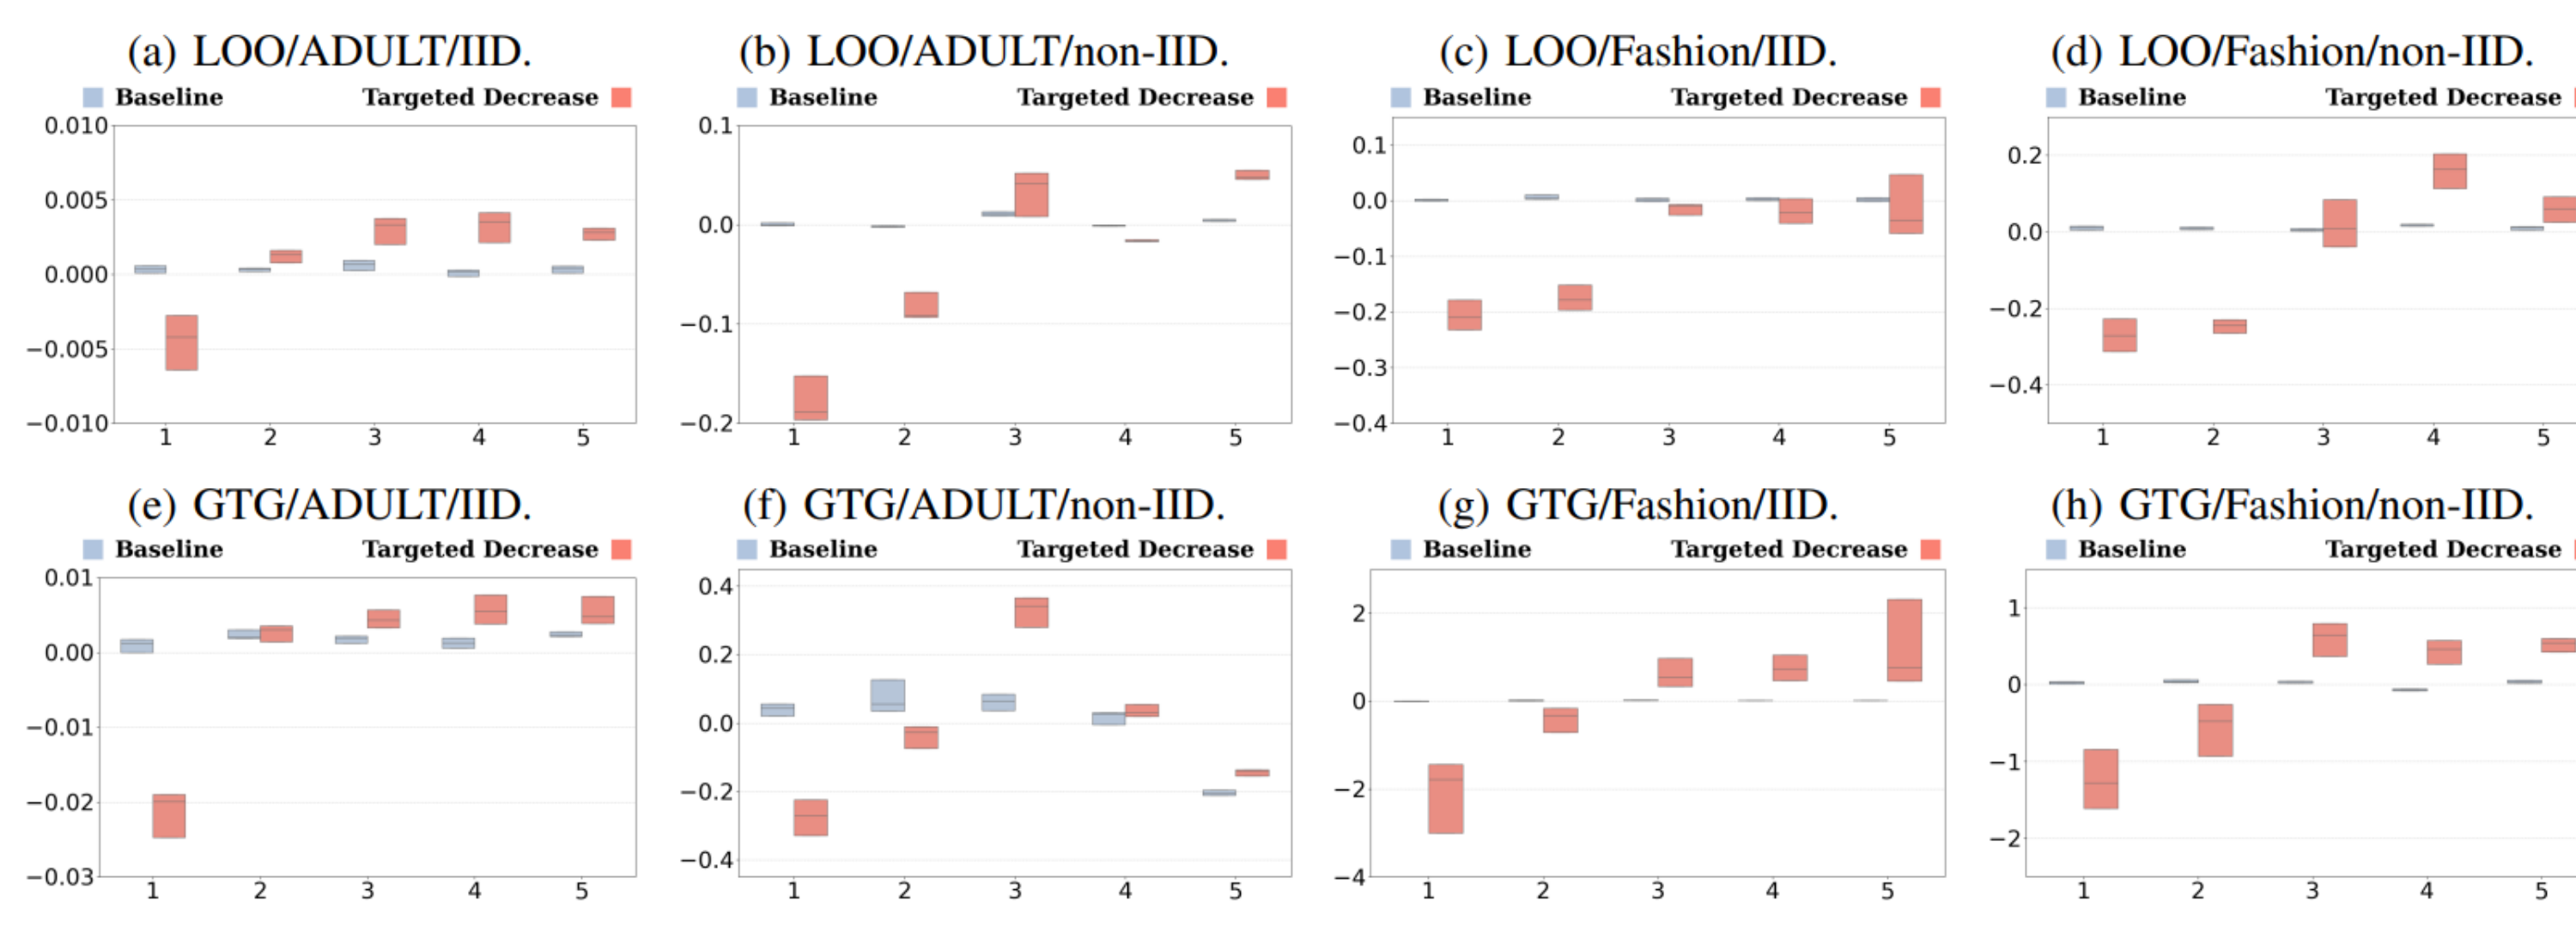 (a) LOO/ADULT/IID.
Baseline Targeted Decrease
0.010
0.005
0.000
−0.005
−0.010
1 2 3 4 5
(b) LOO/ADULT/non-IID.
Baseline Targeted Decrease
0.1
0.0
−0.1
−0.2
1 2 3 4 5
(c) LOO/Fashion/IID.
Baseline Targeted Decrease
0.1
0.0
−0.1
−0.2
−0.3
−0.4
1 2 3 4 5
(d) LOO/Fashion/non-IID.
Baseline Targeted Decrease
0.2
0.0
−0.2
−0.4
1 2 3 4 5
(e) GTG/ADULT/IID.
Baseline Targeted Decrease
0.01
0.00
−0.01
−0.02
−0.03
1 2 3 4 5
(f) GTG/ADULT/non-IID.
Baseline Targeted Decrease
0.4
0.2
0.0
−0.2
−0.4
1 2 3 4 5
(g) GTG/Fashion/IID.
Baseline Targeted Decrease
2
0
−2
−4
1 2 3 4 5
(h) GTG/Fashion/non-IID.
Baseline Targeted Decrease
1
0
−1
−2
1 2 3 4 5